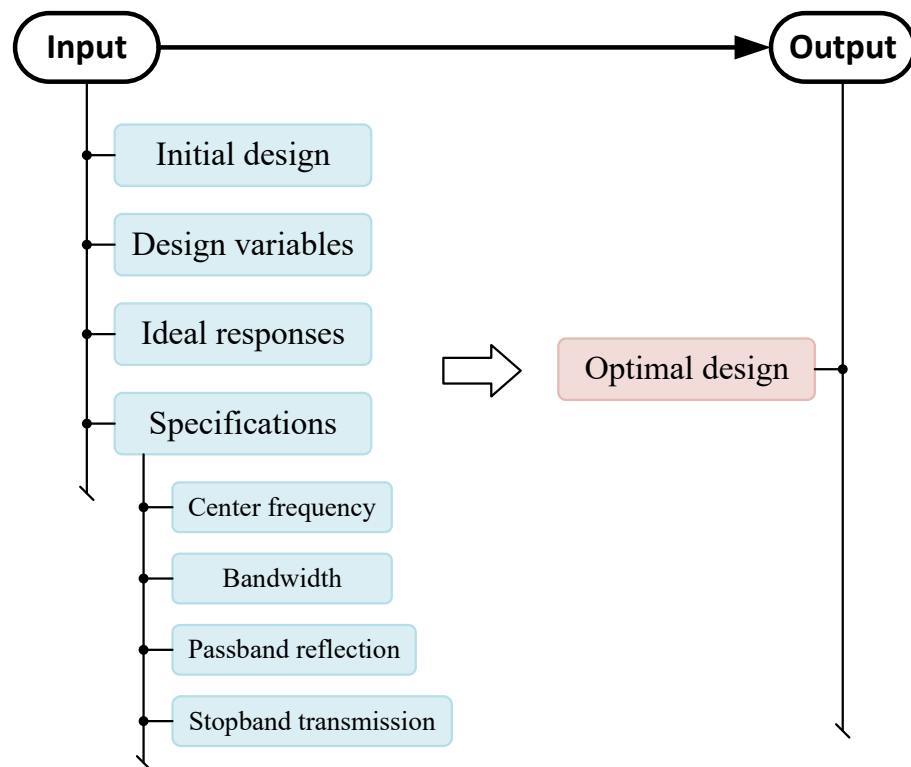 Input
Output
Initial design
Design variables
Ideal responses
Optimal design
Specifications
Center frequency
Bandwidth
Passband reflection
Stopband transmission